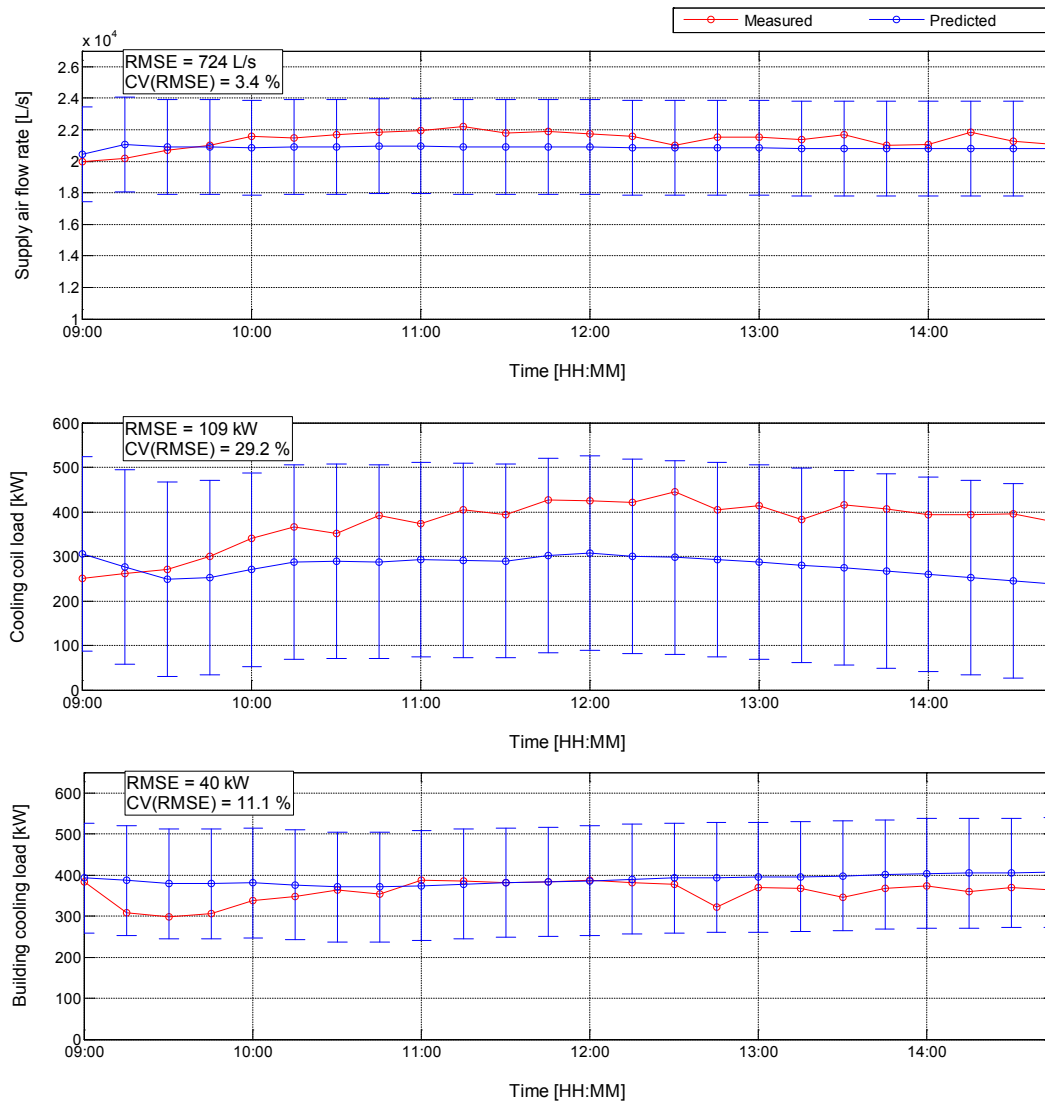 Measured Predicted
x 10^4
RMSE = 724 L/s
CV(RMSE) = 3.4 %
Supply air flow rate [L/s]
2.6
2.4
2.2
2
1.8
1.6
1.4
1.2
1
09:00 10:00 11:00 12:00 13:00 14:00
Time [HH:MM]
RMSE = 109 kW
CV(RMSE) = 29.2 %
Cooling coil load [kW]
600
500
400
300
200
100
0
09:00 10:00 11:00 12:00 13:00 14:00
Time [HH:MM]
RMSE = 40 kW
CV(RMSE) = 11.1 %
Building cooling load [kW]
600
500
400
300
200
100
0
09:00 10:00 11:00 12:00 13:00 14:00
Time [HH:MM]